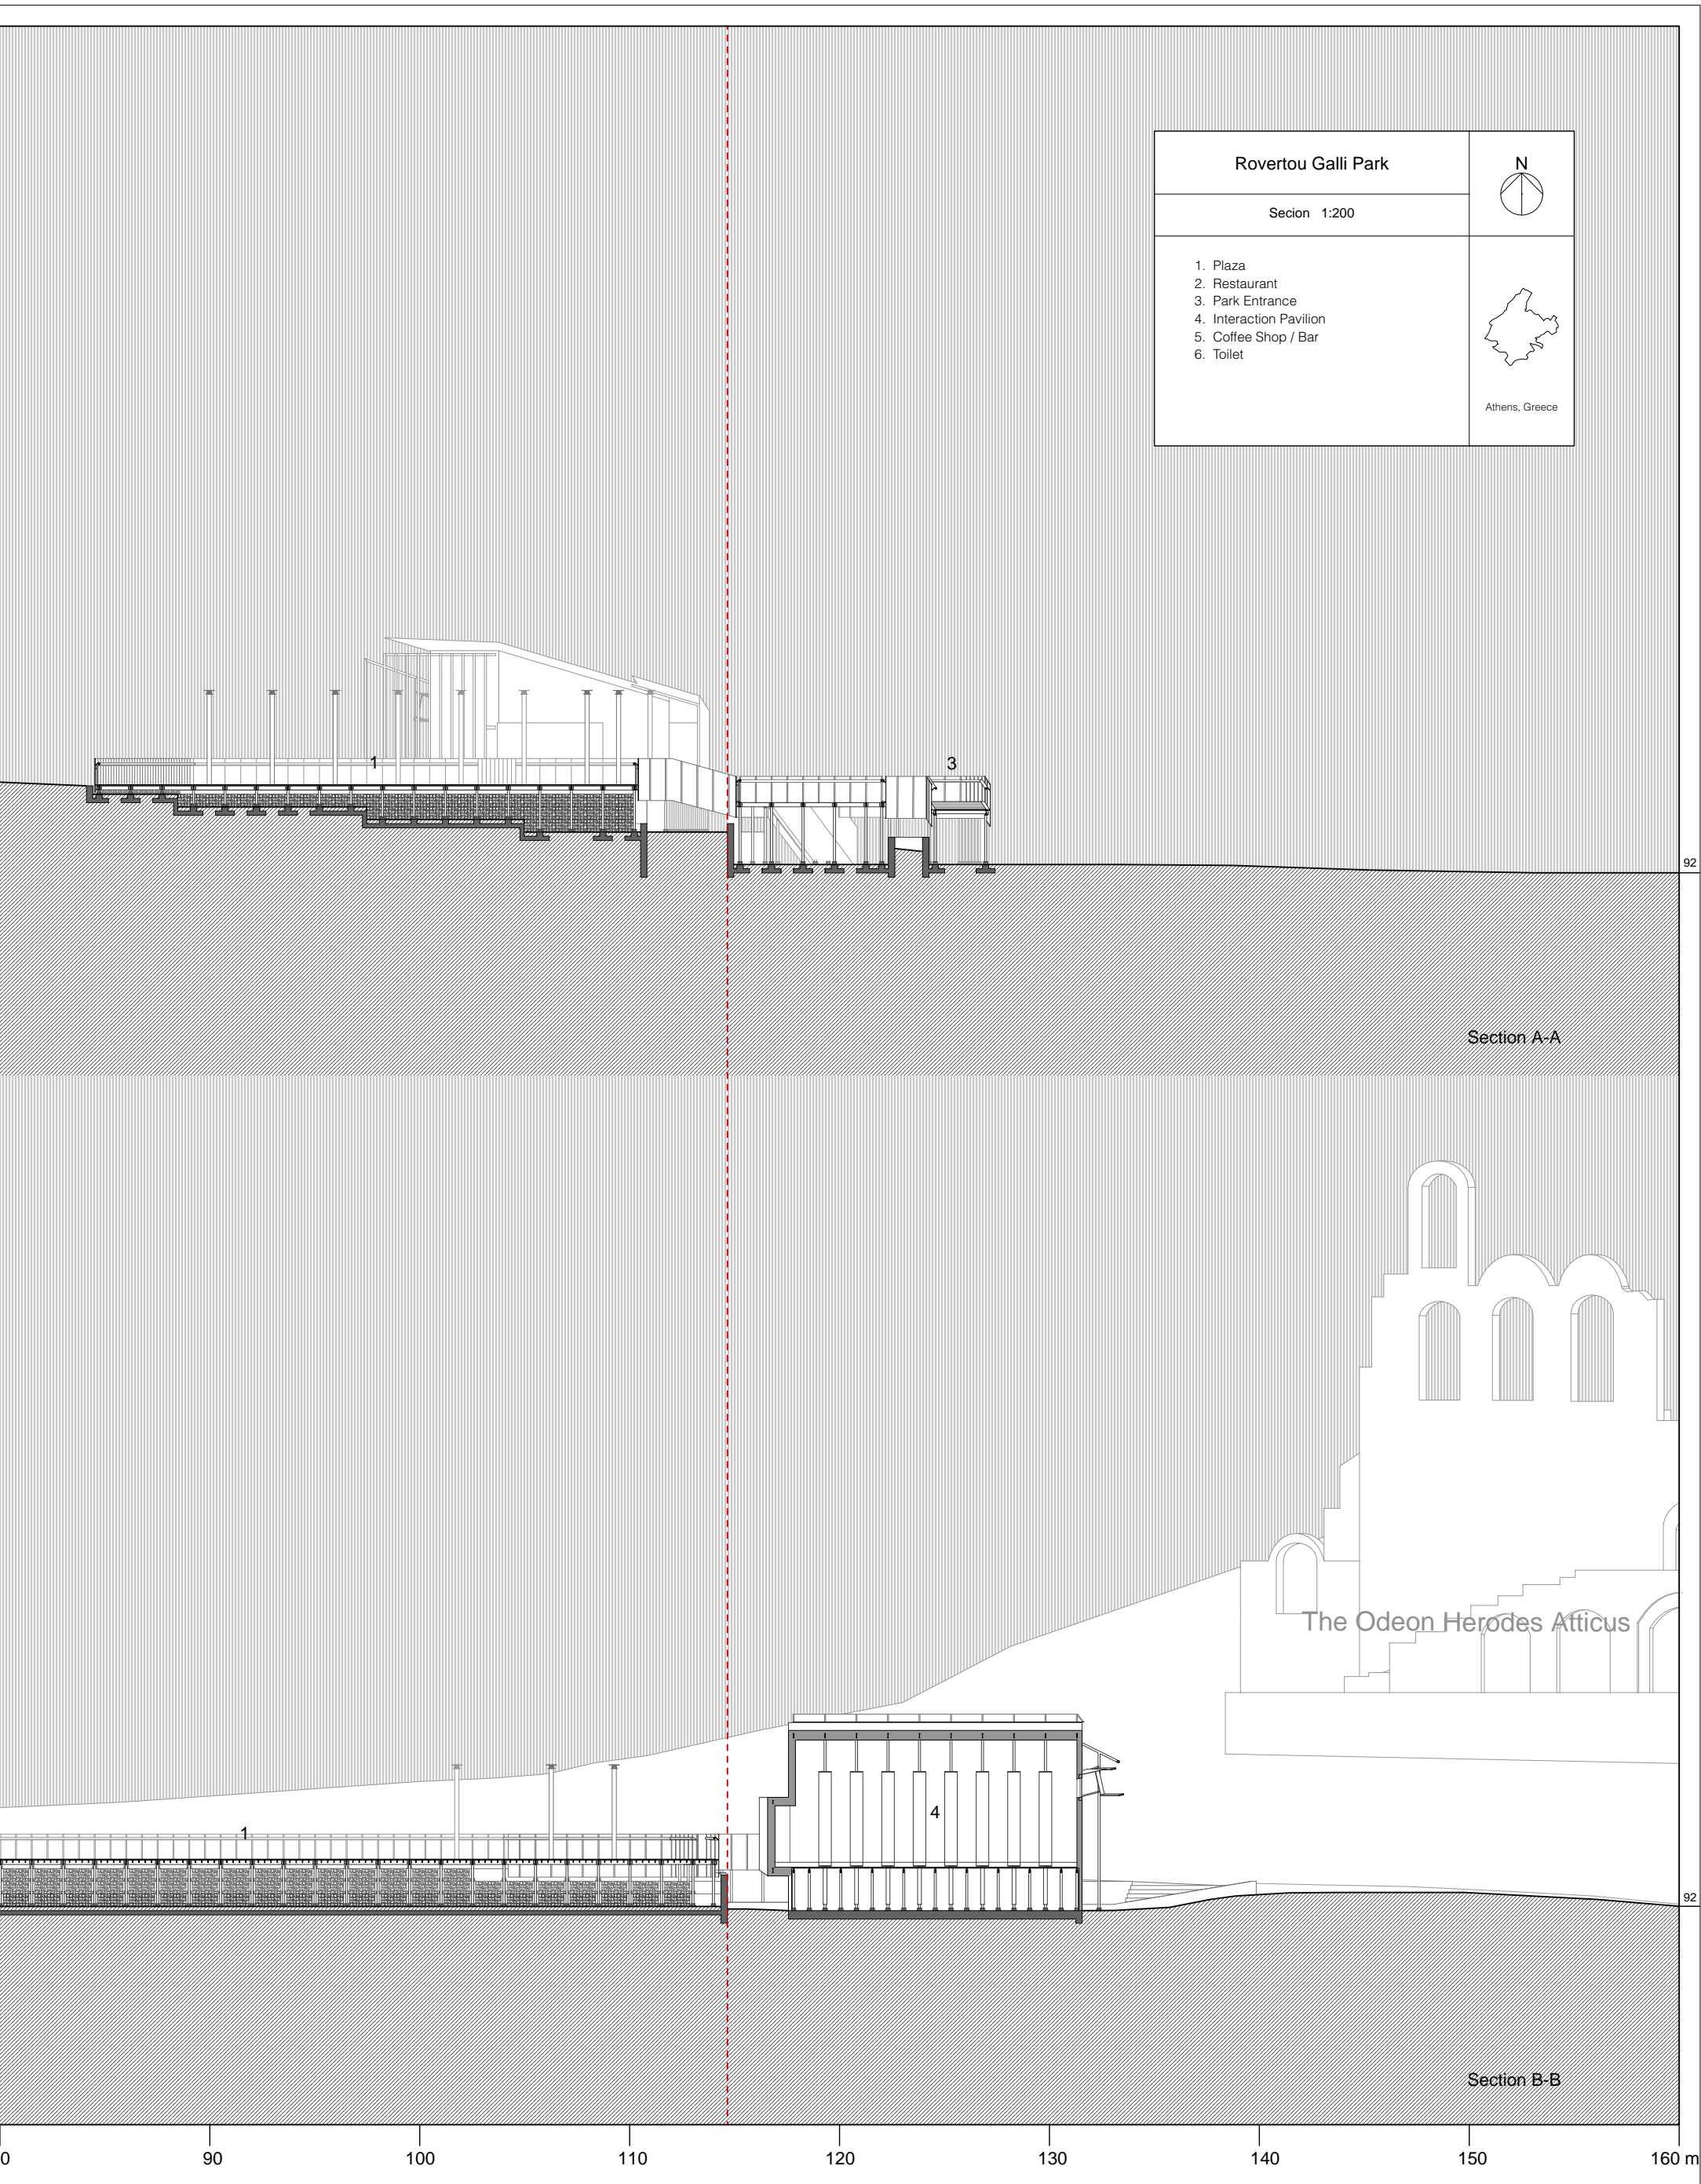 Rovertou Galli Park
N
Secion 1:200
1. Plaza
2. Restaurant
3. Park Entrance
4. Interaction Pavilion
5. Coffee Shop / Bar
6. Toilet
Athens, Greece
1
3
92
Section A-A
The Odeon Herodes Atticus
4
1
92
Section B-B
0 90 100 110 120 130 140 150 160 m